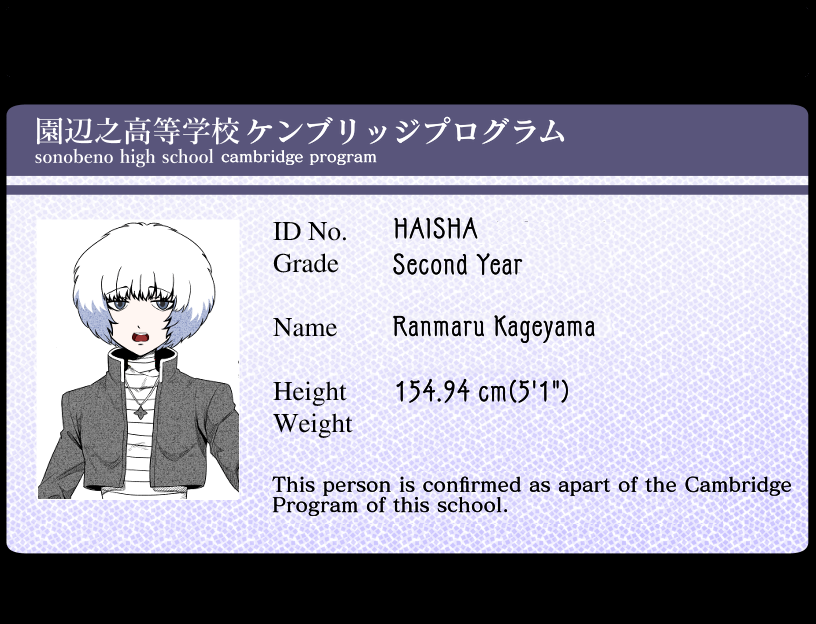 園辺之高等学校ケンブリッジプログラム
sonobeno high school cambridge program
ID No. HAISHA
Grade Second Year
Name Ranmaru Kageyama
Height 154.94 cm(5'1")
Weight
This person is confirmed as apart of the Cambridge
Program of this school.